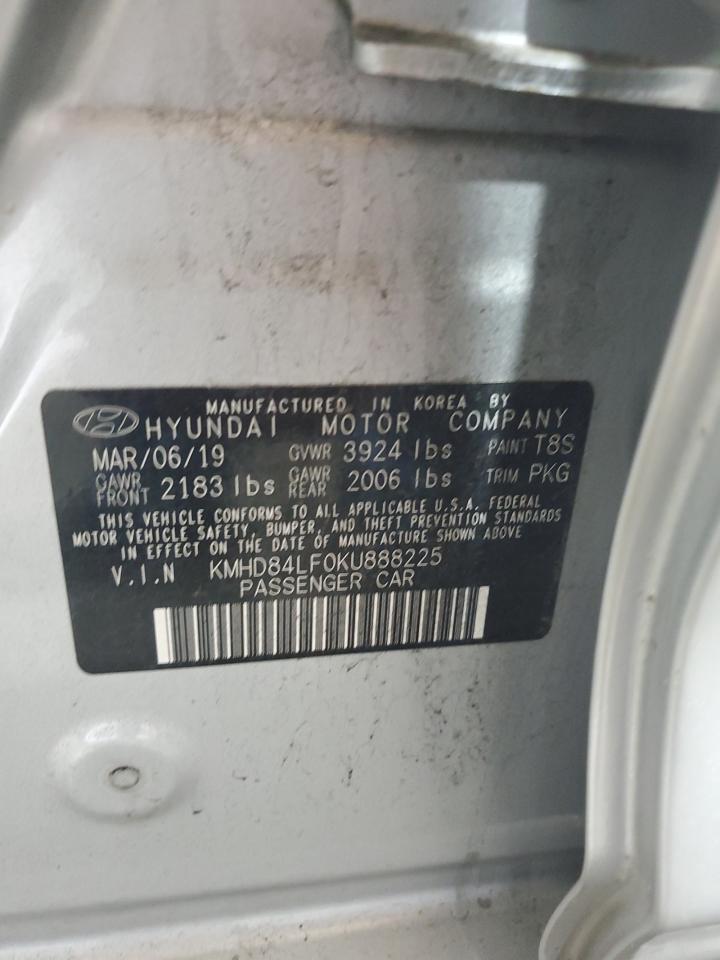 MANUFACTURED IN KOREA BY
HYUNDAI MOTOR COMPANY
MAR/06/19 GVWR 3924 lbs PAINT T8S
GAWR FRONT 2183 lbs GAWR REAR 2006 lbs TRIM PKG
THIS VEHICLE CONFORMS TO ALL APPLICABLE U.S.A. FEDERAL
MOTOR VEHICLE SAFETY, BUMPER, AND THEFT PREVENTION STANDARDS
IN EFFECT ON THE DATE OF MANUFACTURE SHOWN ABOVE.
V.I.N KMHD84LF0KU888225
PASSENGER CAR